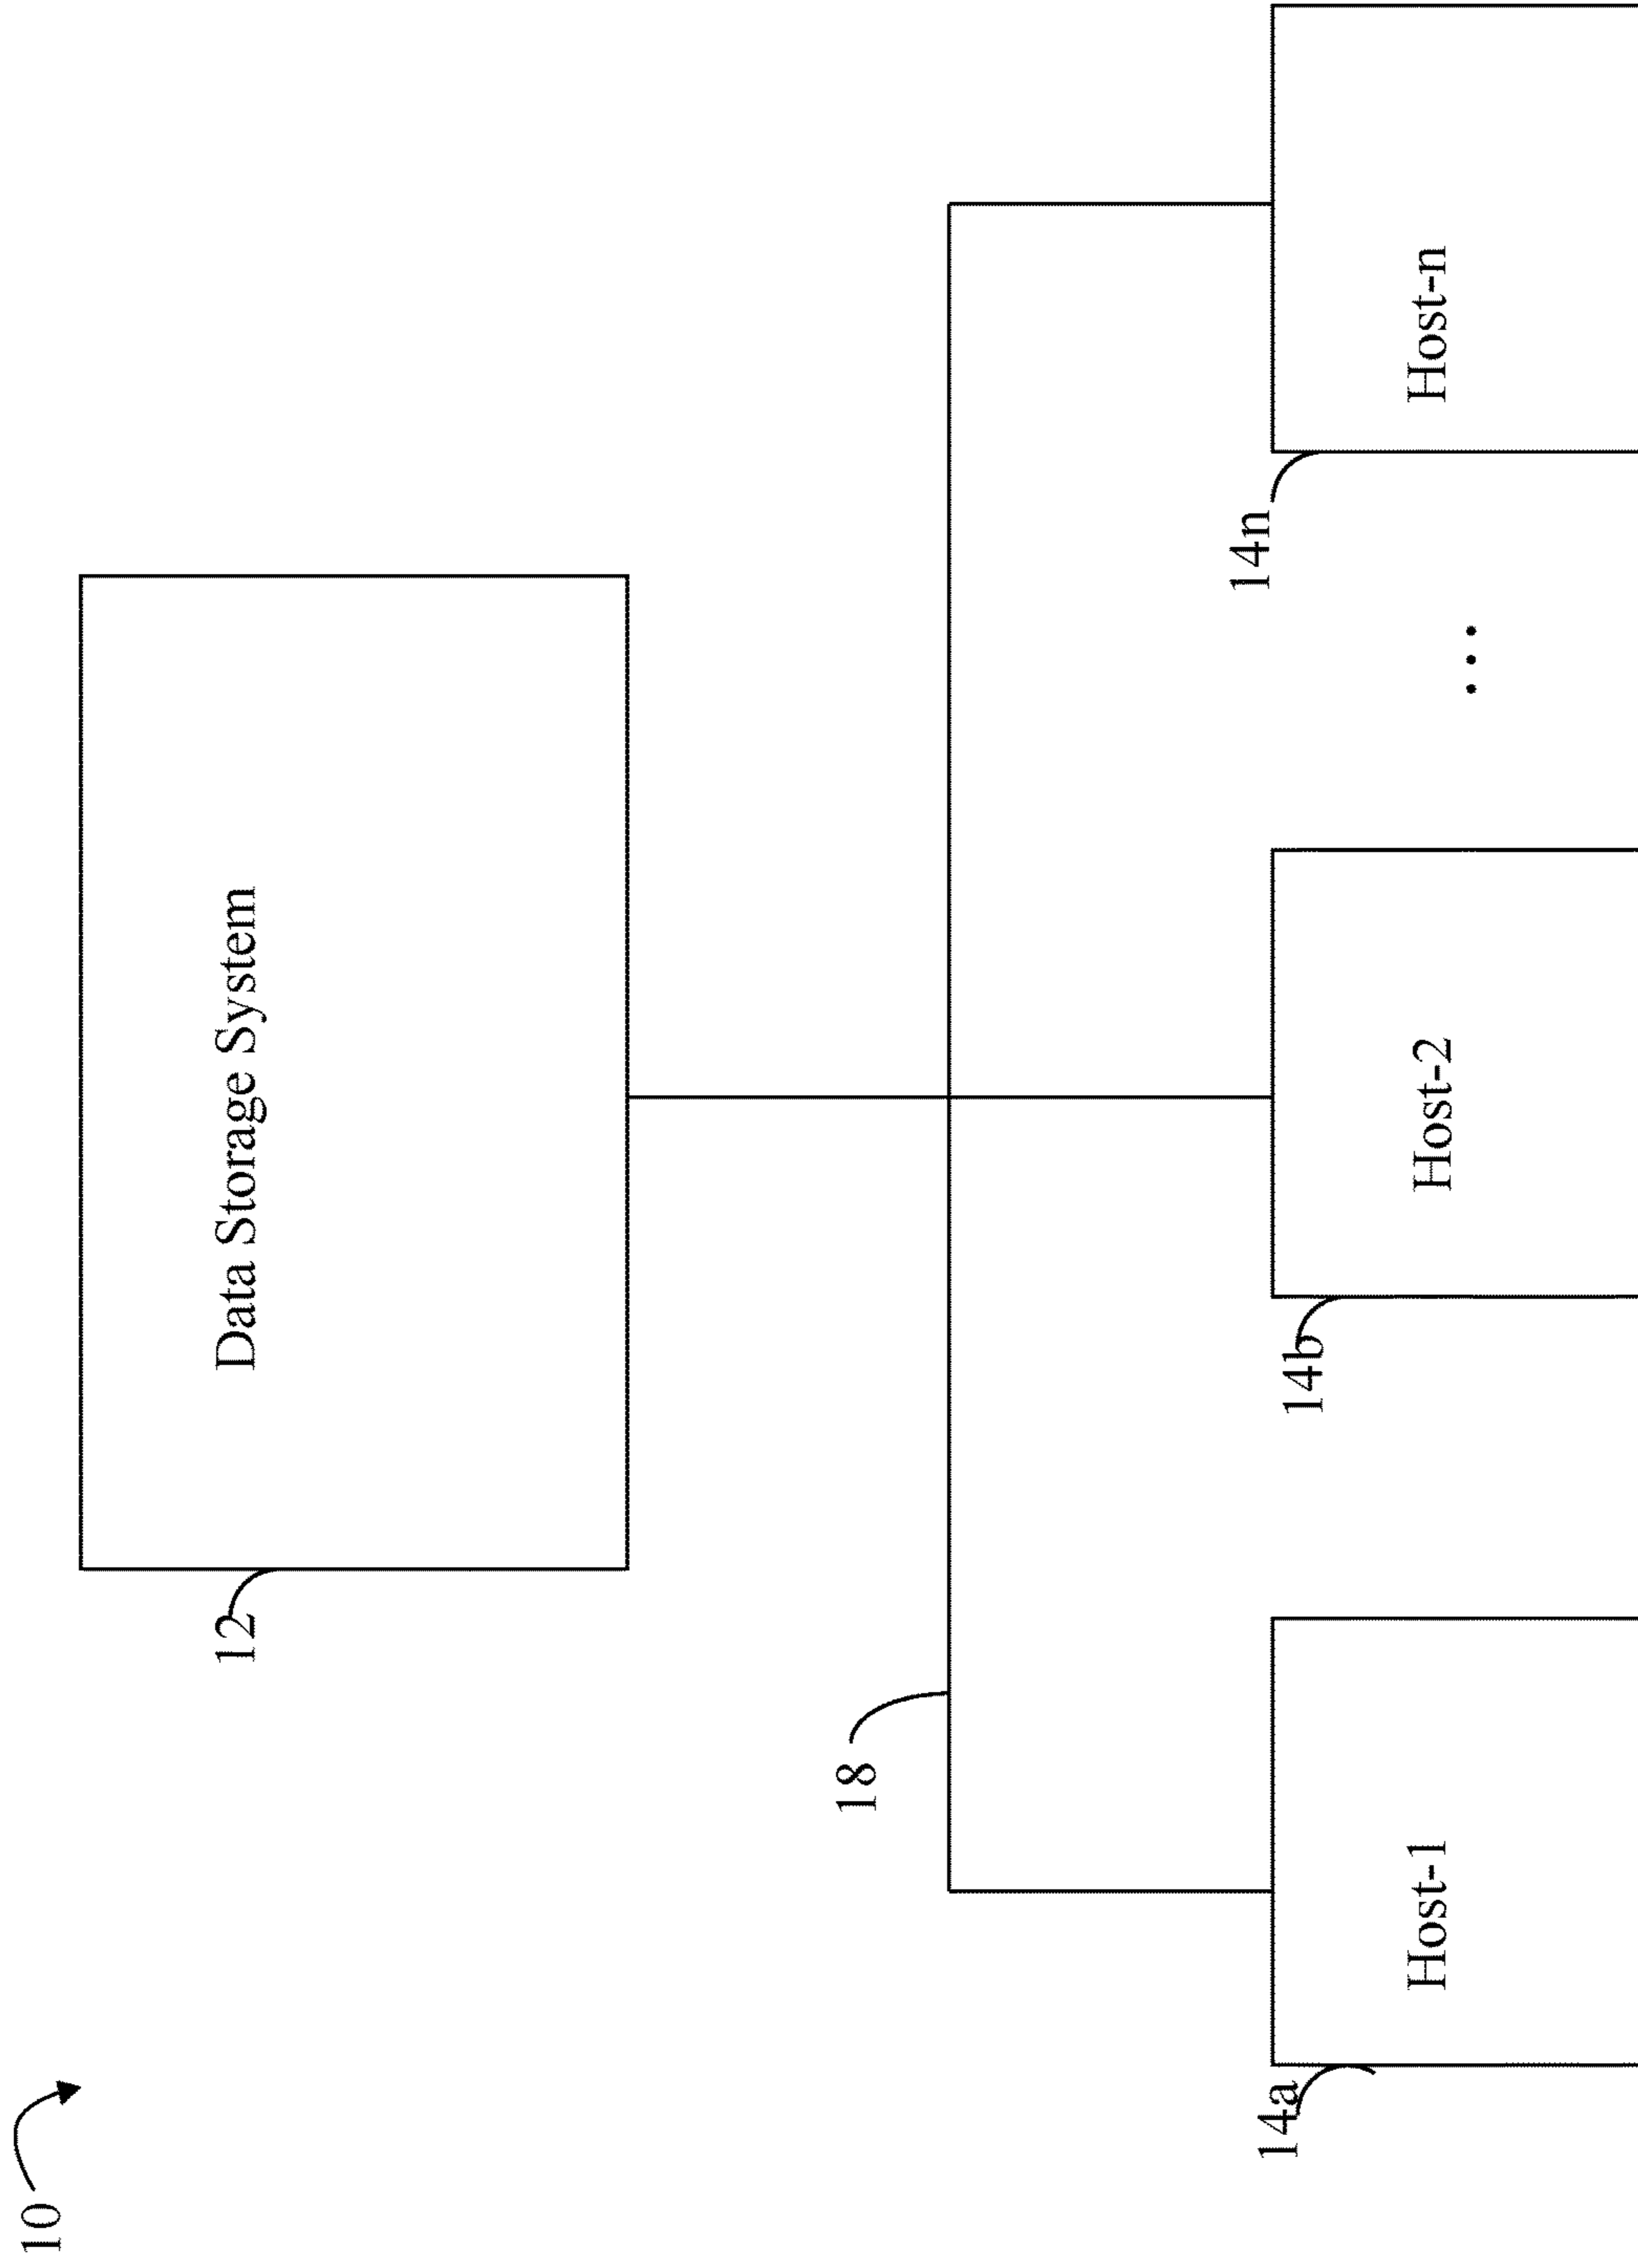 10
12
Data Storage System
18
14a
Host-1
14b
Host-2
...
14n
Host-n